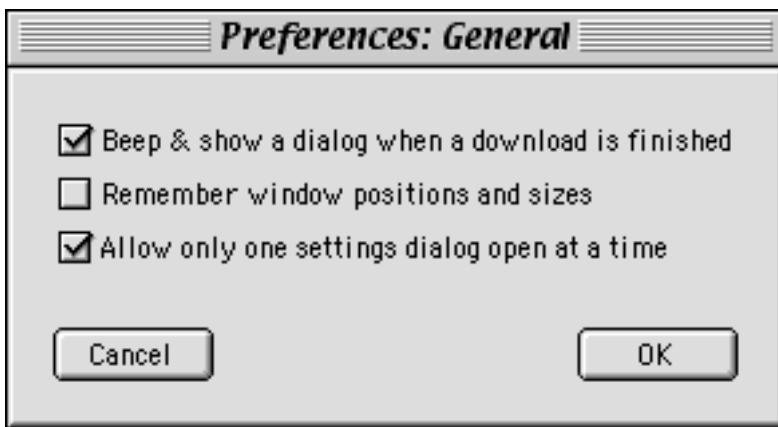 Preferences: General
Beep & show a dialog when a download is finished
Remember window positions and sizes
Allow only one settings dialog open at a time
Cancel OK